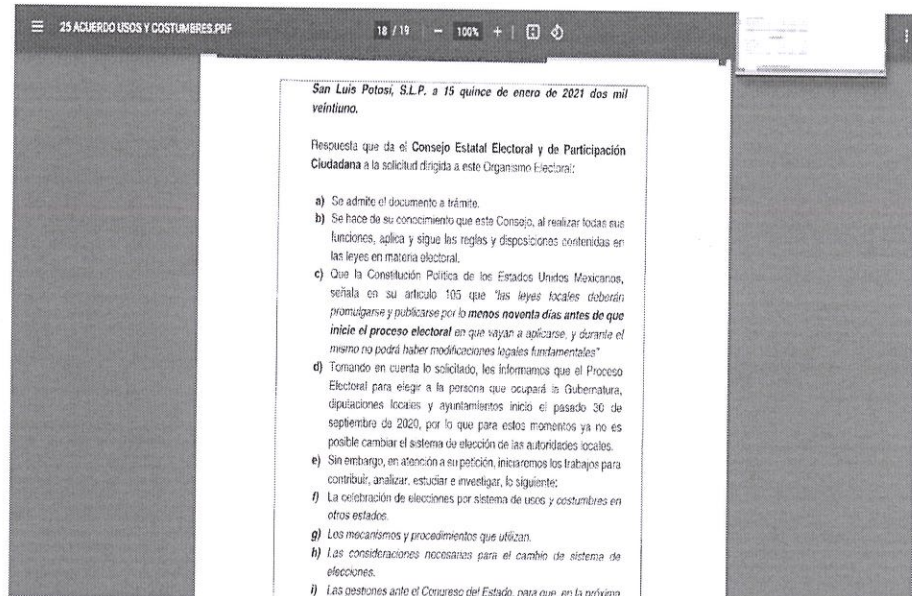 25 ACUERDO USOS Y COSTUMBRES.PDF
18 / 19
100%
San Luis Potosí, S.L.P. a 15 quince de enero de 2021 dos mil
veintiuno.
Respuesta que da el Consejo Estatal Electoral y de Participación
Ciudadana a la solicitud dirigida a este Organismo Electoral:
a) Se admite el documento a trámite.
b) Se hace de su conocimiento que este Consejo, al realizar todas sus
funciones, aplica y sigue las reglas y disposiciones contenidas en
las leyes en materia electoral.
c) Que la Constitución Política de los Estados Unidos Mexicanos,
señala en su artículo 105 que "las leyes locales deberán
promulgarse y publicarse por lo menos noventa días antes de que
inicie el proceso electoral en que vayan a aplicarse, y durante el
mismo no podrá haber modificaciones legales fundamentales"
d) Tomando en cuenta lo solicitado, les informamos que el Proceso
Electoral para elegir a la persona que ocupará la Gubernatura,
diputaciones locales y ayuntamientos inicio el pasado 30 de
septiembre de 2020, por lo que para estos momentos ya no es
posible cambiar el sistema de elección de las autoridades locales.
e) Sin embargo, en atención a su petición, iniciaremos los trabajos para
contribuir, analizar, estudiar e investigar, lo siguiente:
f) La celebración de elecciones por sistema de usos y costumbres en
otros estados.
g) Los mecanismos y procedimientos que utilizan.
h) Las consideraciones necesarias para el cambio de sistema de
elecciones.
i) Las gestiones ante el Congreso del Estado, para que, en la próxima